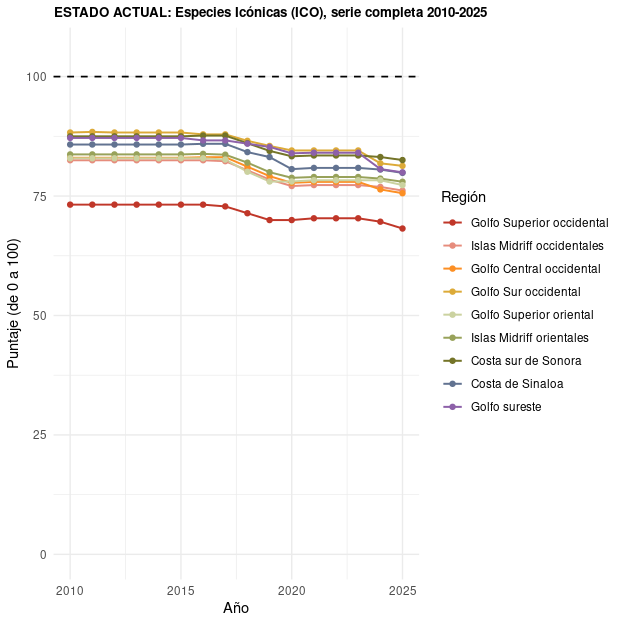 ESTADO ACTUAL: Especies Icónicas (ICO), serie completa 2010-2025
100
75
50
25
0
Puntaje (de 0 a 100)
2010
2015
2020
2025
Año
Región
Golfo Superior occidental
Islas Midriff occidentales
Golfo Central occidental
Golfo Sur occidental
Golfo Superior oriental
Islas Midriff orientales
Costa sur de Sonora
Costa de Sinaloa
Golfo sureste